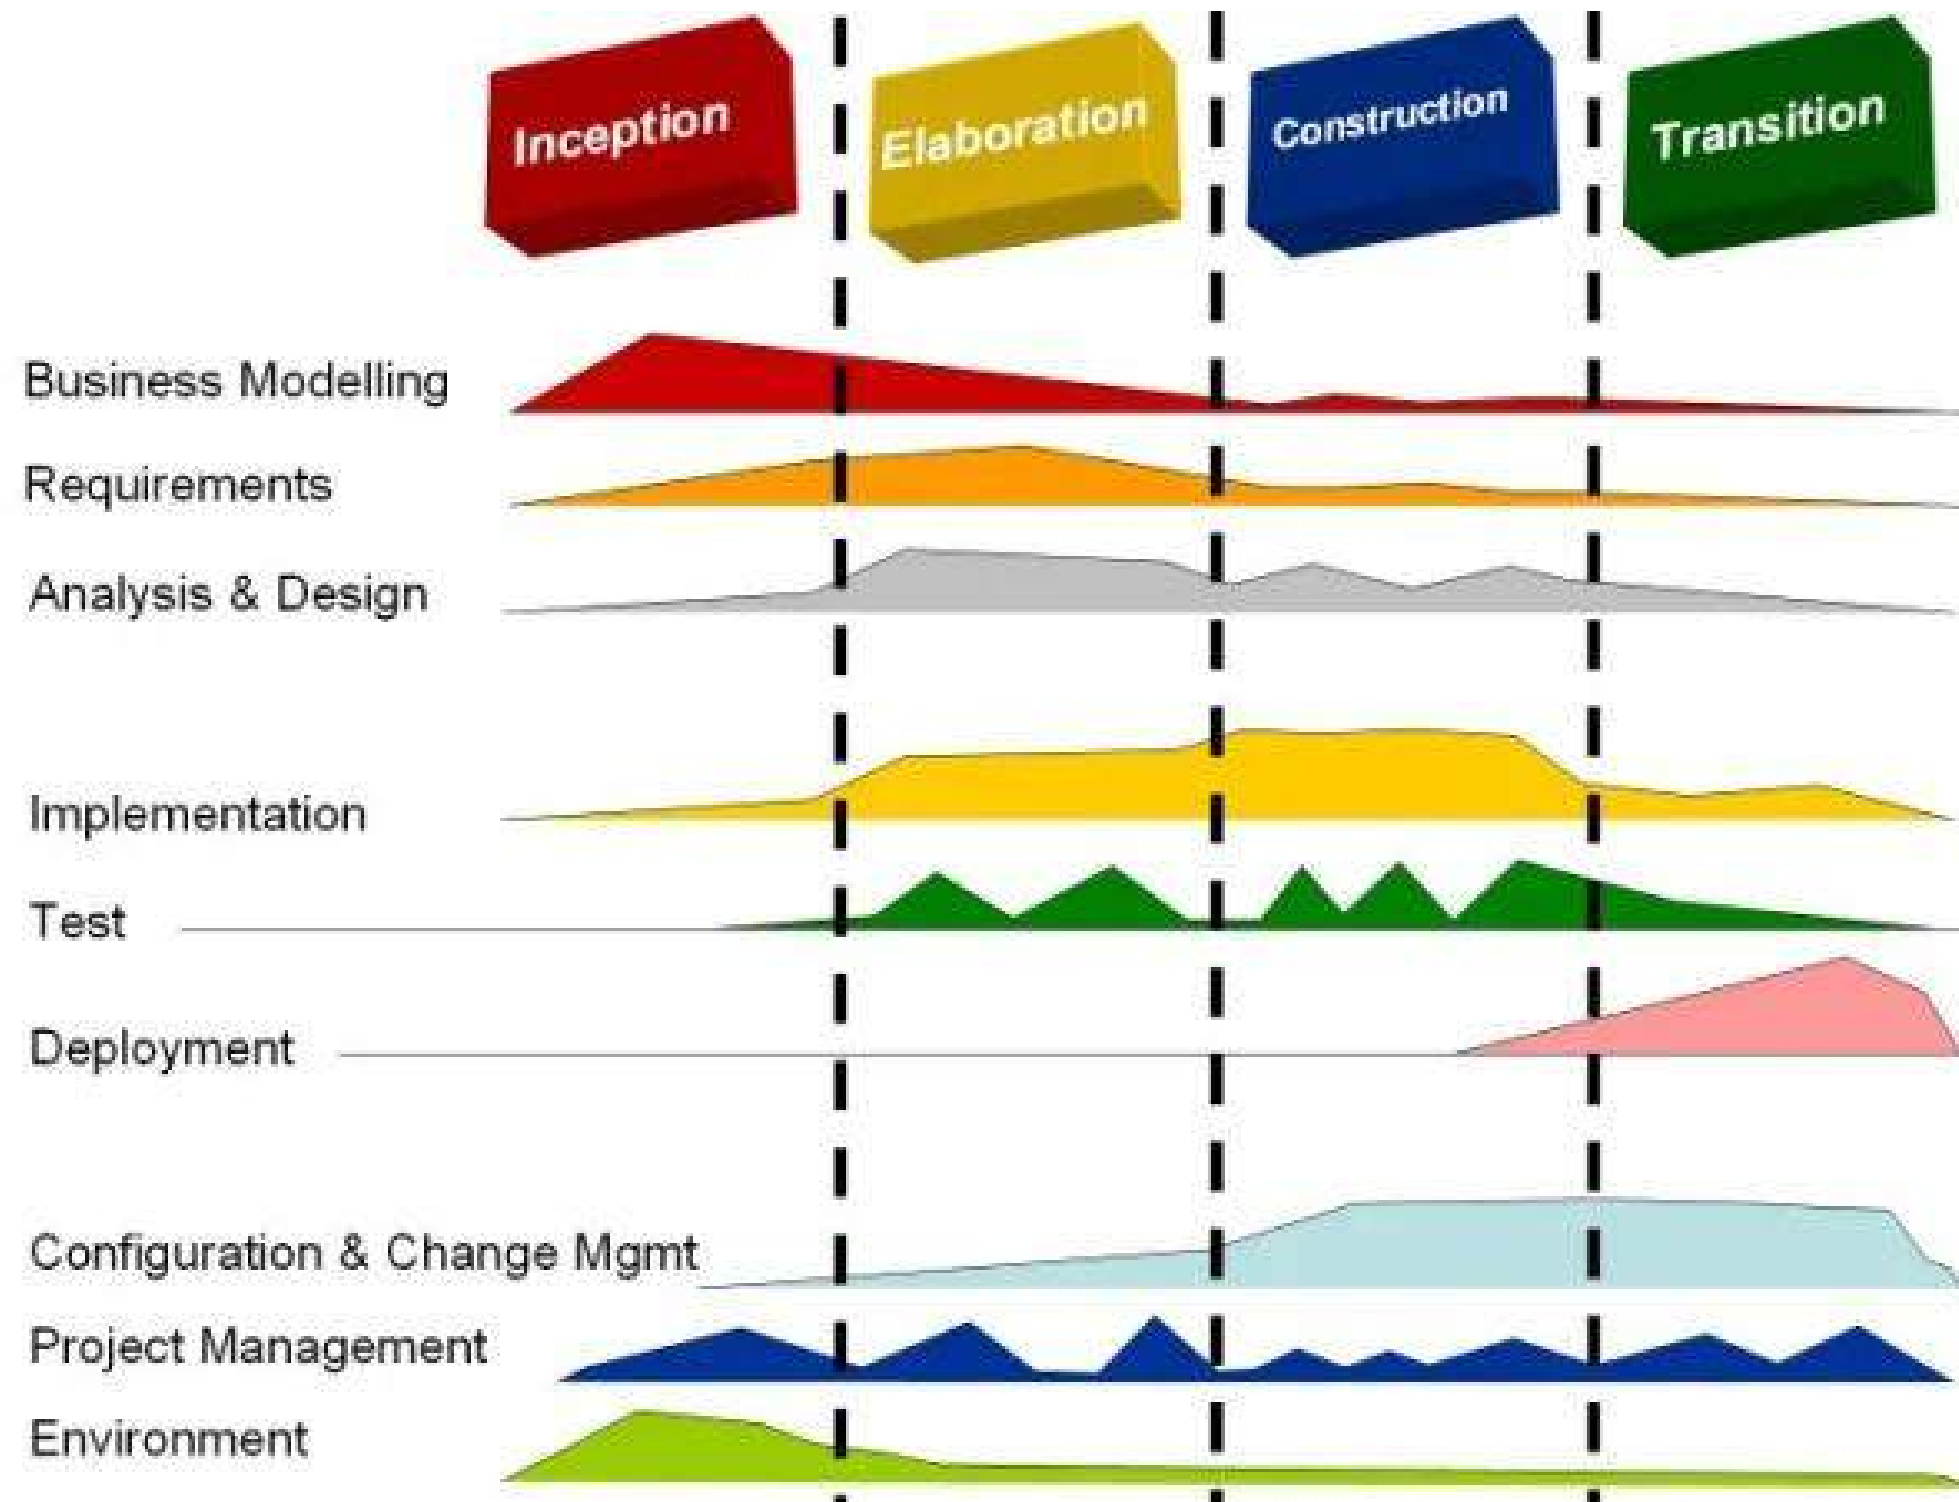 Inception
Elaboration
Construction
Transition
Business Modelling
Requirements
Analysis & Design
Implementation
Test
Deployment
Configuration & Change Mgmt
Project Management
Environment